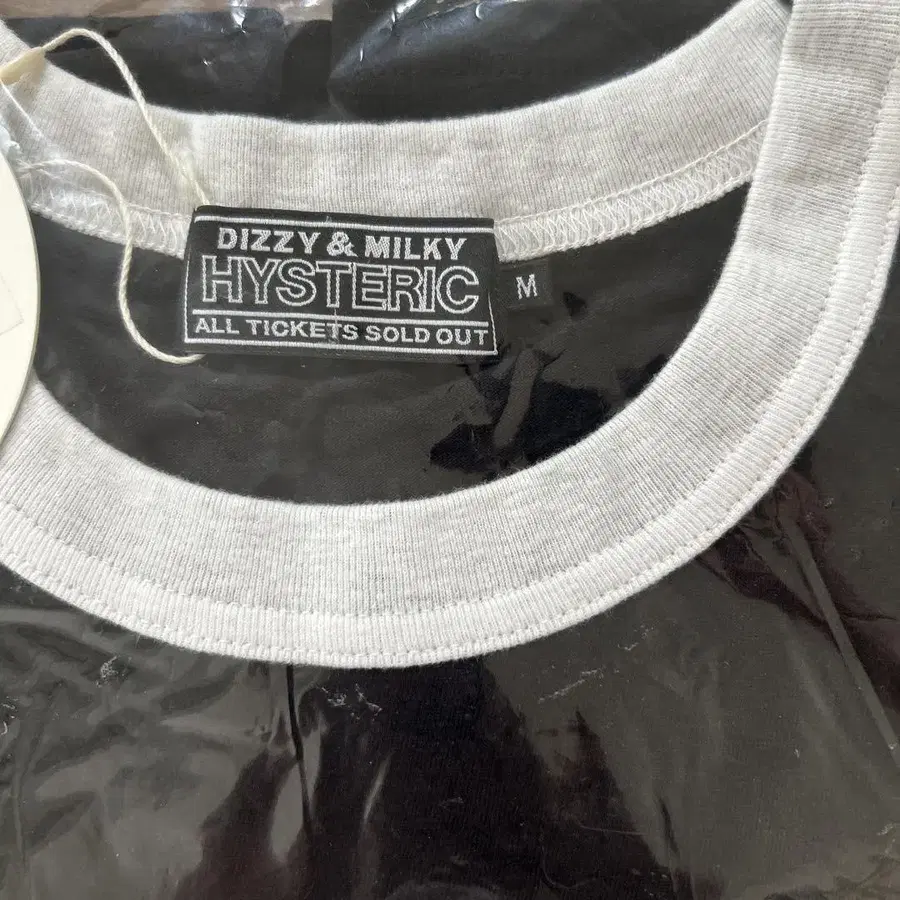 DIZZY & MILKY
HYSTERIC
ALL TICKETS SOLD OUT
M